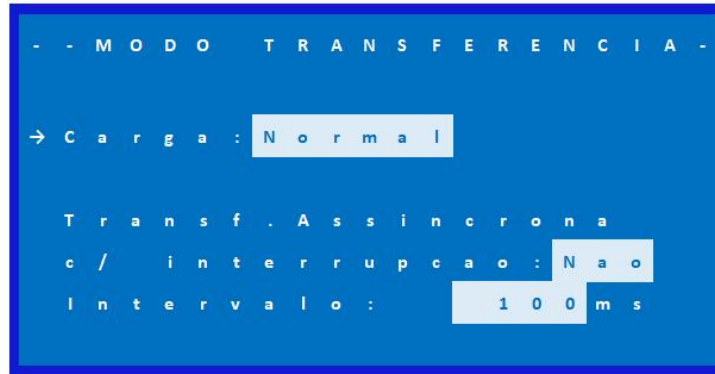 --MODO TRANSFERENCIA-
→Carga:Normal
Transf.Assincrona
c/ interrupcao:Nao
Intervalo: 100ms